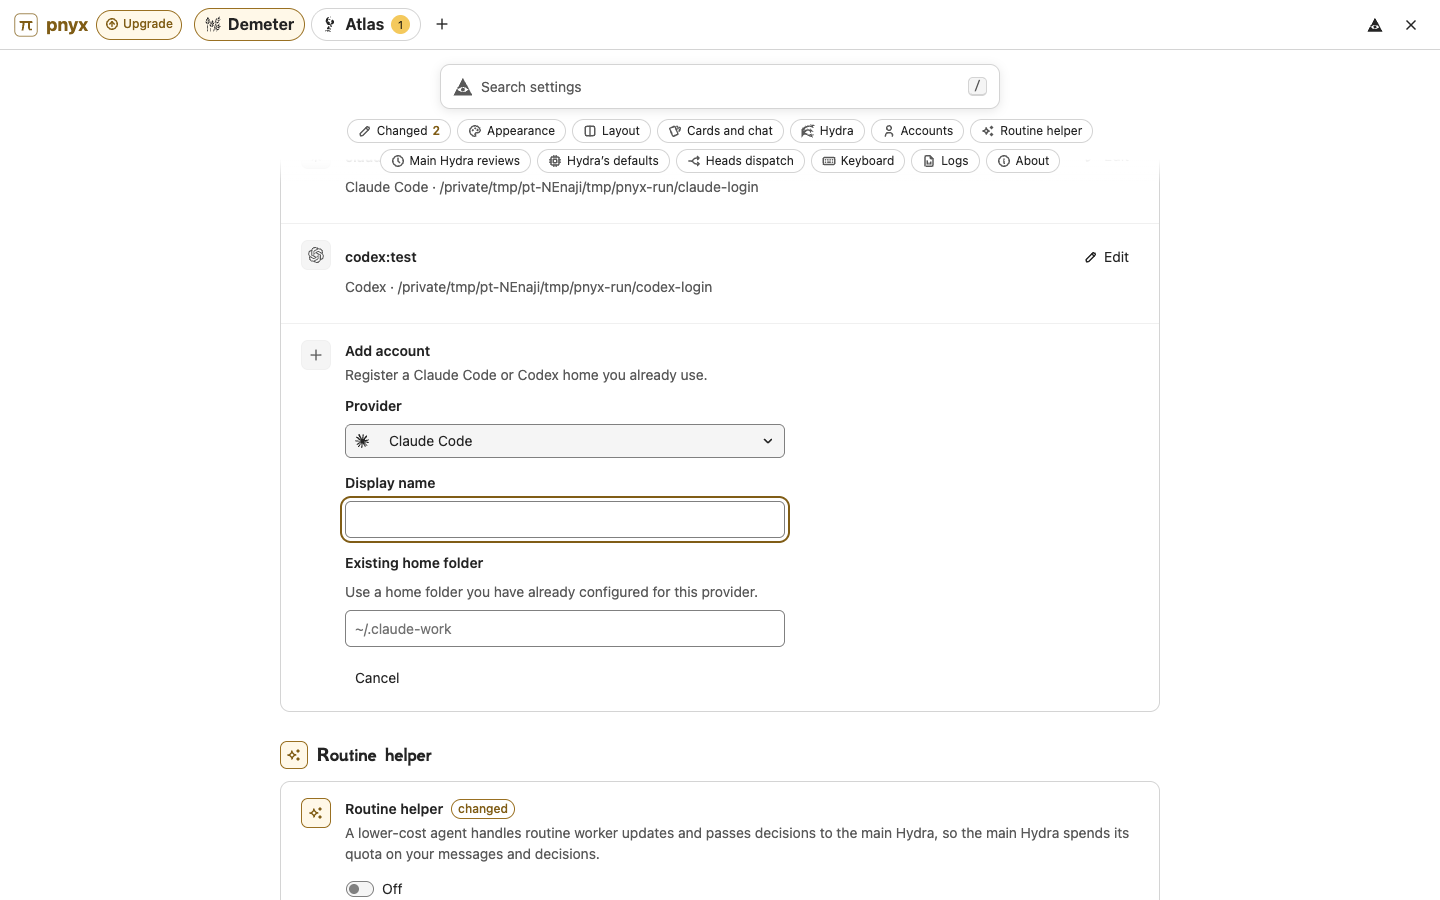 π pnyx Upgrade Demeter Atlas 1 +
Search settings /
Changed 2 Appearance Layout Cards and chat Hydra Accounts Routine helper
Main Hydra reviews Hydra's defaults Heads dispatch Keyboard Logs About
Claude Code · /private/tmp/pt-NEnaji/tmp/pnyx-run/claude-login
codex:test Edit
Codex · /private/tmp/pt-NEnaji/tmp/pnyx-run/codex-login
Add account
Register a Claude Code or Codex home you already use.
Provider
Claude Code
Display name
Existing home folder
Use a home folder you have already configured for this provider.
~/.claude-work
Cancel
Routine helper
Routine helper changed
A lower-cost agent handles routine worker updates and passes decisions to the main Hydra, so the main Hydra spends its
quota on your messages and decisions.
Off